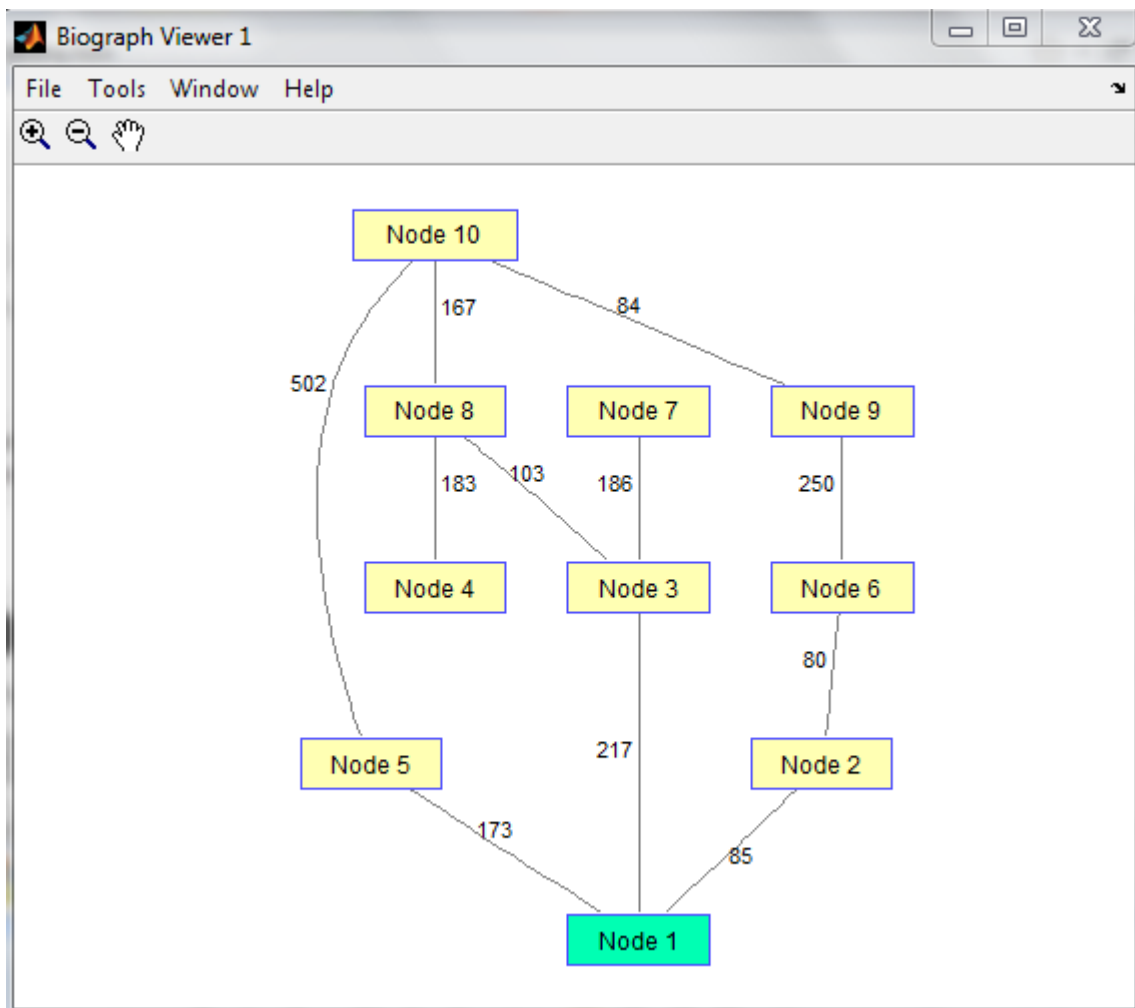 Biograph Viewer 1
File Tools Window Help
Node 10
167
84
502
Node 8
Node 7
Node 9
183
103
186
250
Node 4
Node 3
Node 6
80
217
Node 5
Node 2
173
85
Node 1